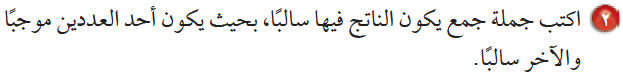 ٢ اكتب جملة جمع يكون الناتج فيها سالبًا، بحيث يكون أحد العددين موجبًا
والآخر سالبًا.